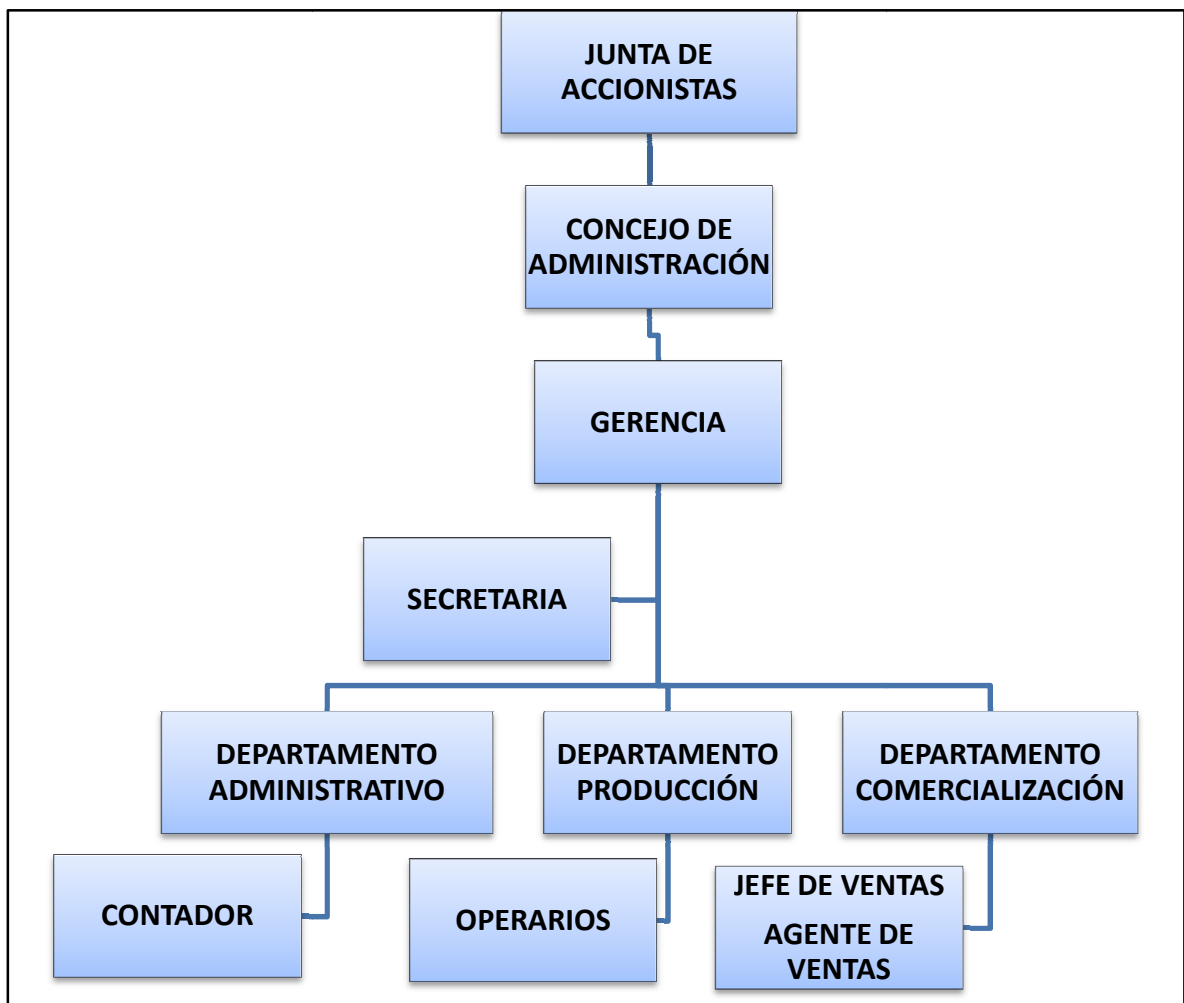 JUNTA DE
ACCIONISTAS
CONCEJO DE
ADMINISTRACIÓN
GERENCIA
SECRETARIA
DEPARTAMENTO
ADMINISTRATIVO
DEPARTAMENTO
PRODUCCIÓN
DEPARTAMENTO
COMERCIALIZACIÓN
CONTADOR
OPERARIOS
JEFE DE VENTAS
AGENTE DE
VENTAS